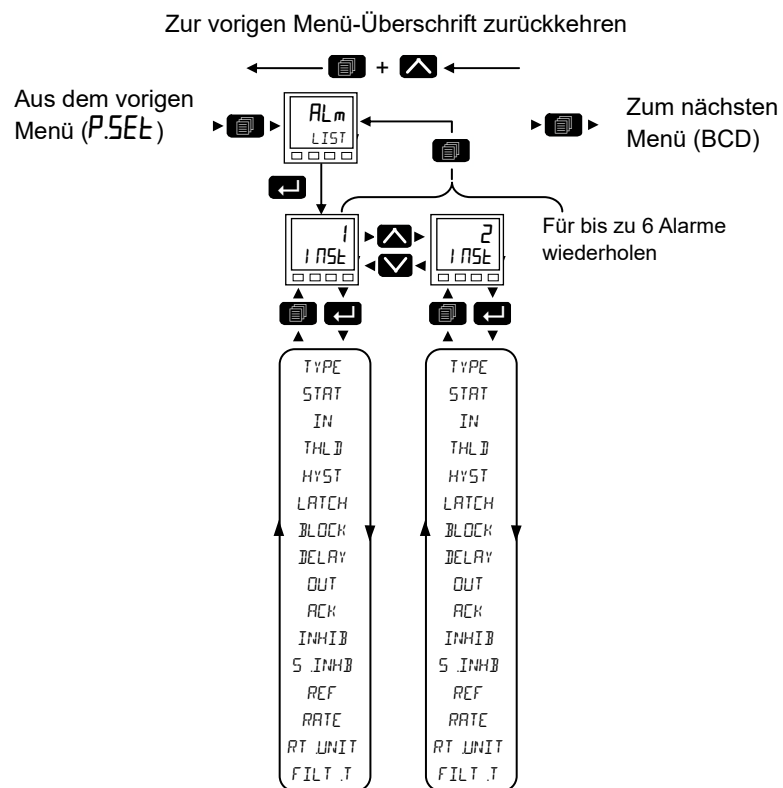 Zur vorigen Menü-Überschrift zurückkehren
+
Aus dem vorigen
Menü (P.SEt)
ALm
LIST
Zum nächsten
Menü (BCD)
1
INSt
2
INSt
Für bis zu 6 Alarme
wiederholen
TYPE
STAT
IN
THLD
HYST
LATCH
BLOCK
DELAY
OUT
ACK
INHIB
S.INHB
REF
RATE
RT.UNIT
FILT.T
TYPE
STAT
IN
THLD
HYST
LATCH
BLOCK
DELAY
OUT
ACK
INHIB
S.INHB
REF
RATE
RT.UNIT
FILT.T